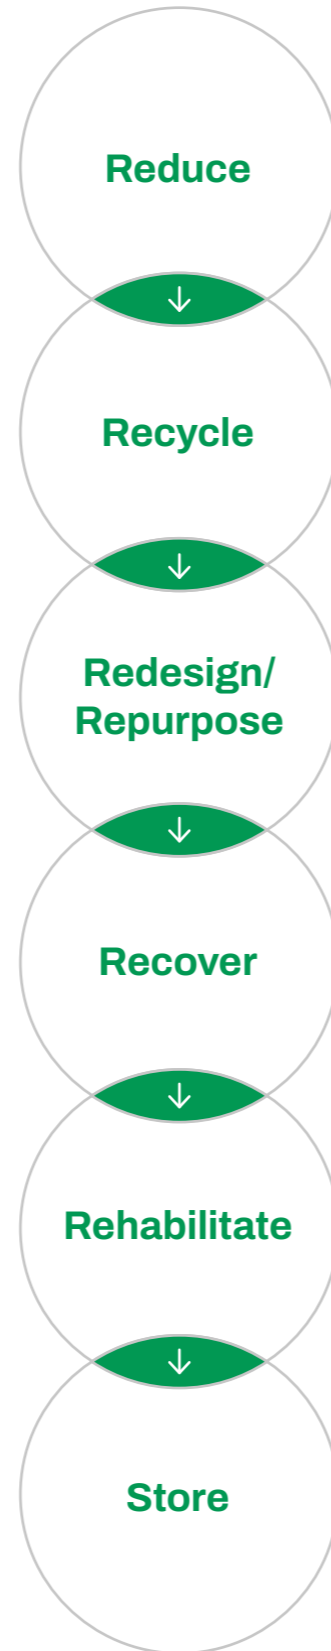 Reduce
Recycle
Redesign/
Repurpose
Recover
Rehabilitate
Store